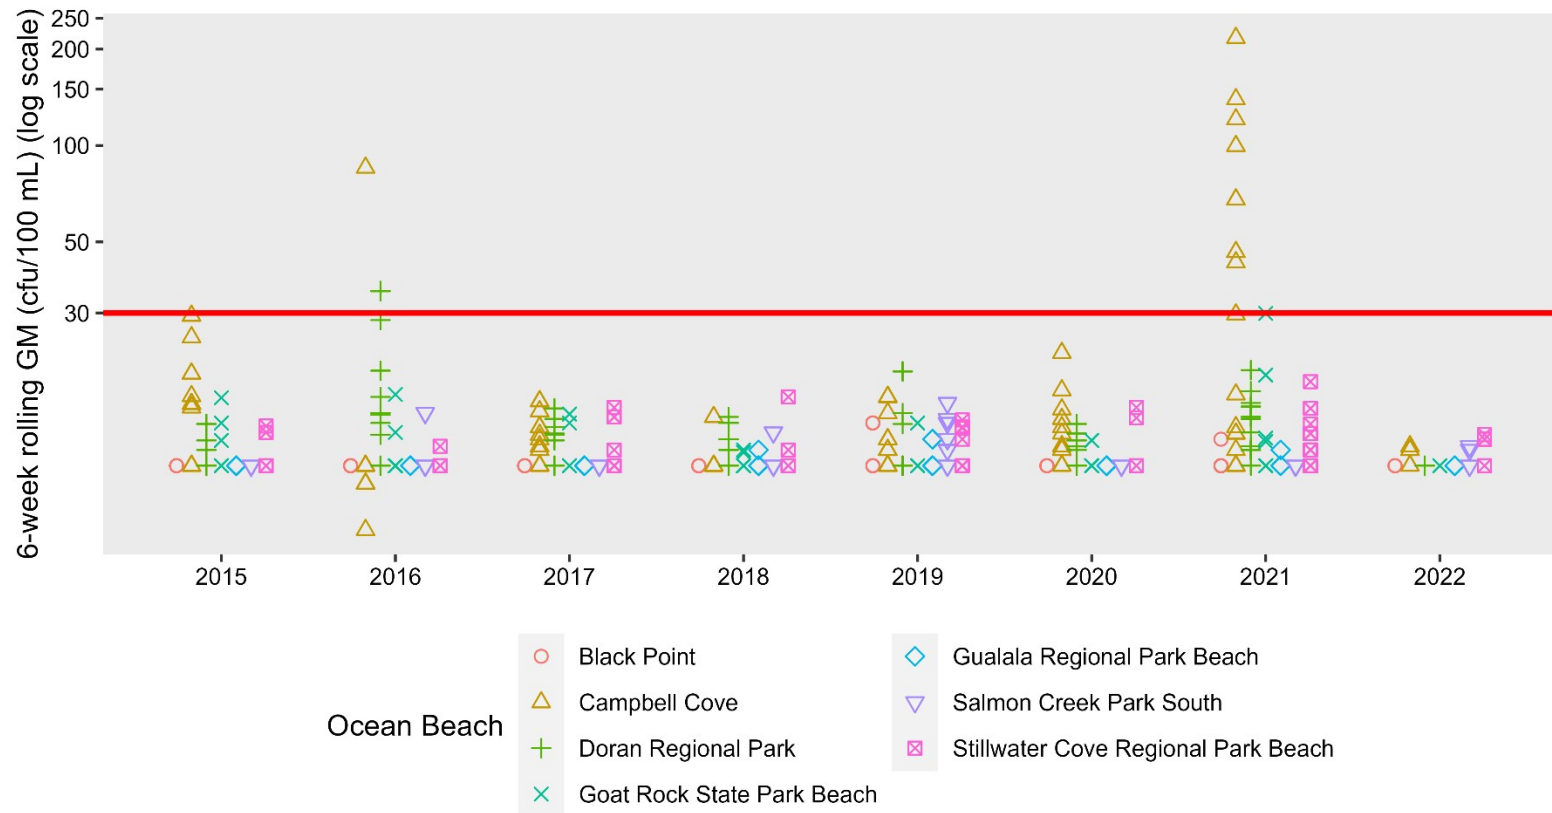 6-week rolling GM (cfu/100 mL) (log scale)
250
200
150
100
50
30
2015 2016 2017 2018 2019 2020 2021 2022
Ocean Beach
Black Point
Campbell Cove
Doran Regional Park
Goat Rock State Park Beach
Gualala Regional Park Beach
Salmon Creek Park South
Stillwater Cove Regional Park Beach